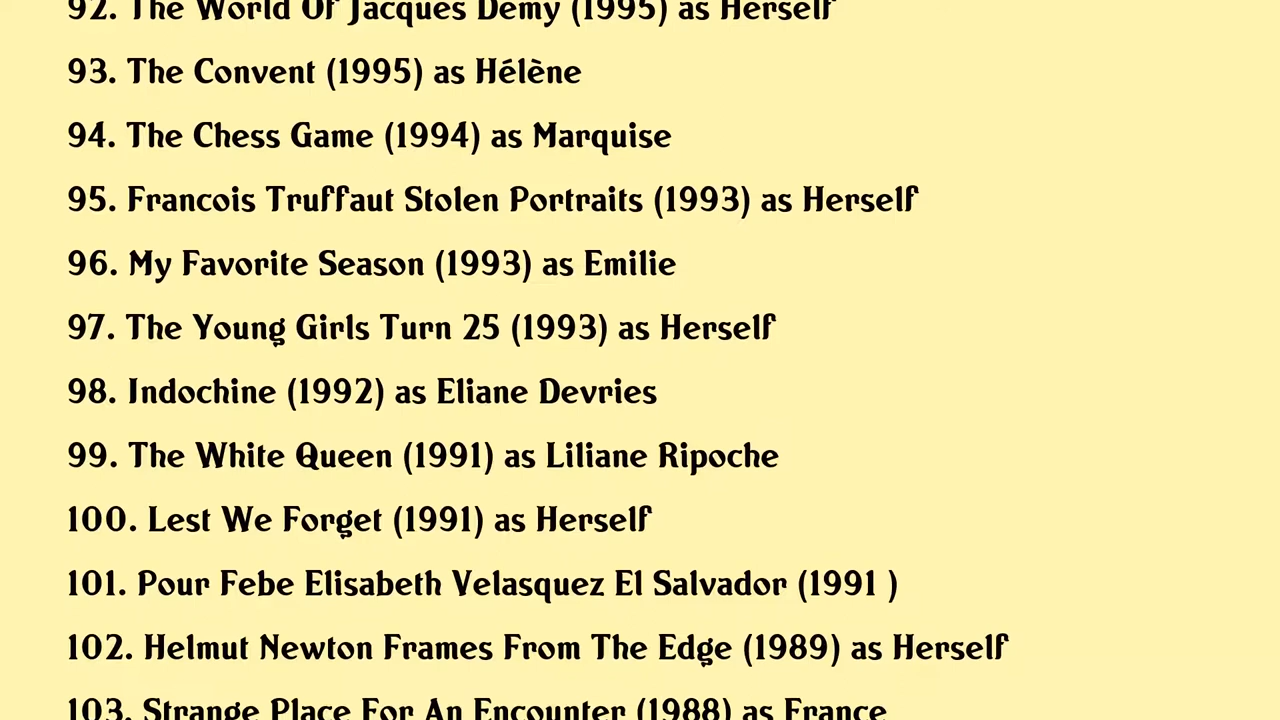 92. The World Of Jacques Demy (1995) as Herself
93. The Convent (1995) as Hélène
94. The Chess Game (1994) as Marquise
95. Francois Truffaut Stolen Portraits (1993) as Herself
96. My Favorite Season (1993) as Emilie
97. The Young Girls Turn 25 (1993) as Herself
98. Indochine (1992) as Eliane Devries
99. The White Queen (1991) as Liliane Ripoche
100. Lest We Forget (1991) as Herself
101. Pour Febe Elisabeth Velasquez El Salvador (1991 )
102. Helmut Newton Frames From The Edge (1989) as Herself
103. Strange Place For An Encounter (1988) as France